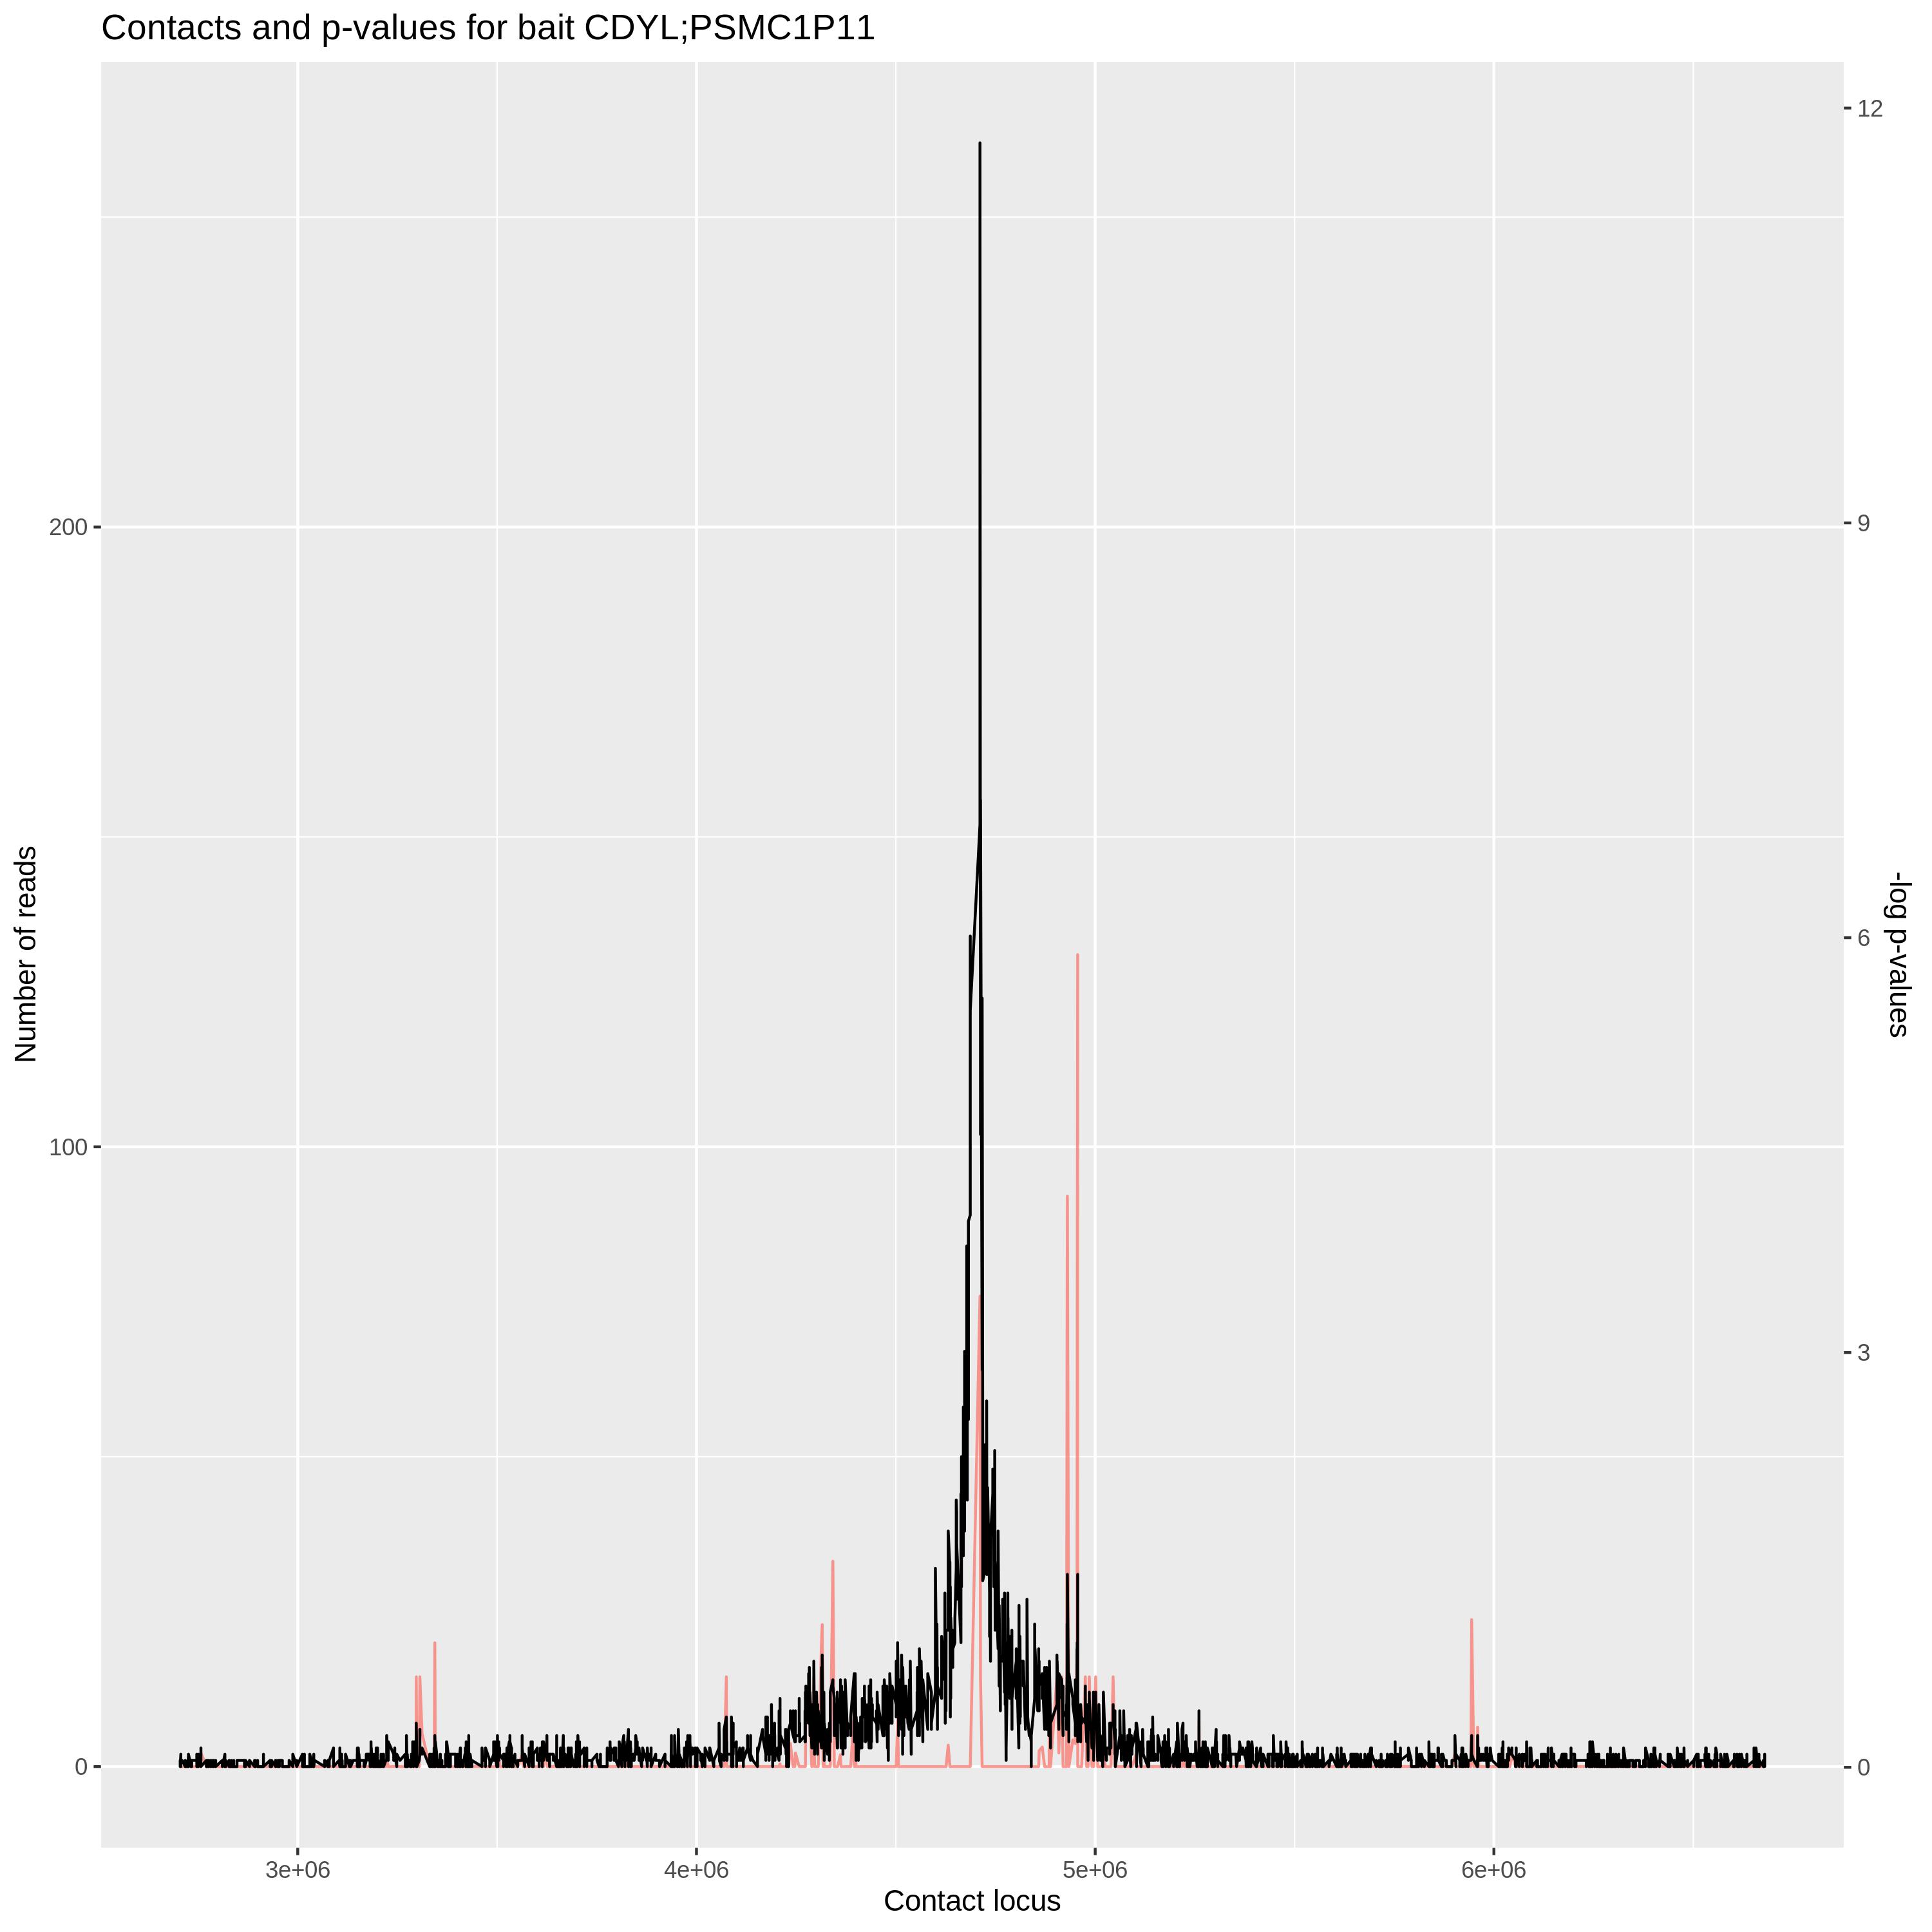 Contacts and p-values for bait CDYL;PSMC1P11
12
200
9
Number of reads
-log p-values
6
100
3
0
0
3e+06
4e+06
5e+06
6e+06
Contact locus